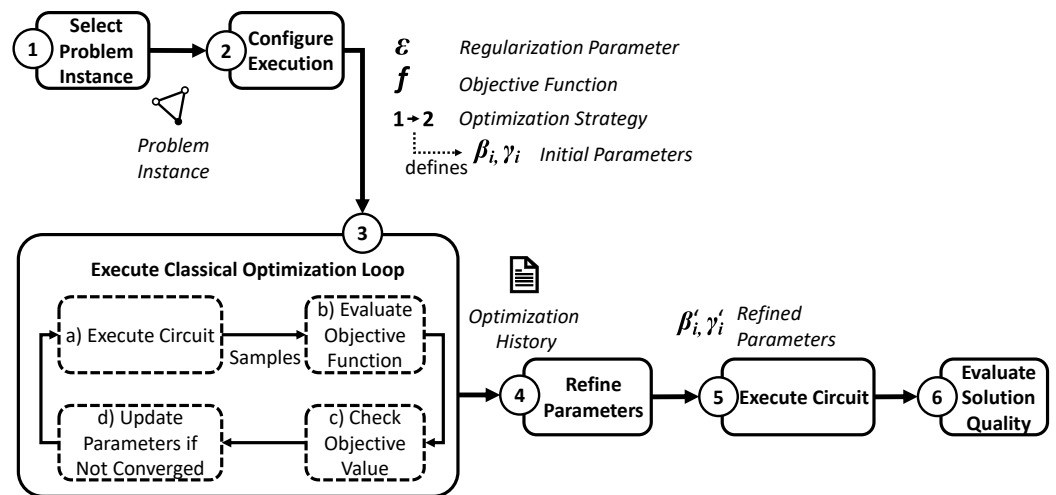 1
Select
Problem
Instance
2
Configure
Execution
Problem
Instance
ε Regularization Parameter
f Objective Function
1→2 Optimization Strategy
defines
βi, γi Initial Parameters
3
Execute Classical Optimization Loop
a) Execute Circuit
Samples
b) Evaluate
Objective
Function
c) Check
Objective
Value
d) Update
Parameters if
Not Converged
Optimization
History
4
Refine
Parameters
βi′, γi′ Refined
Parameters
5
Execute Circuit
6
Evaluate
Solution
Quality